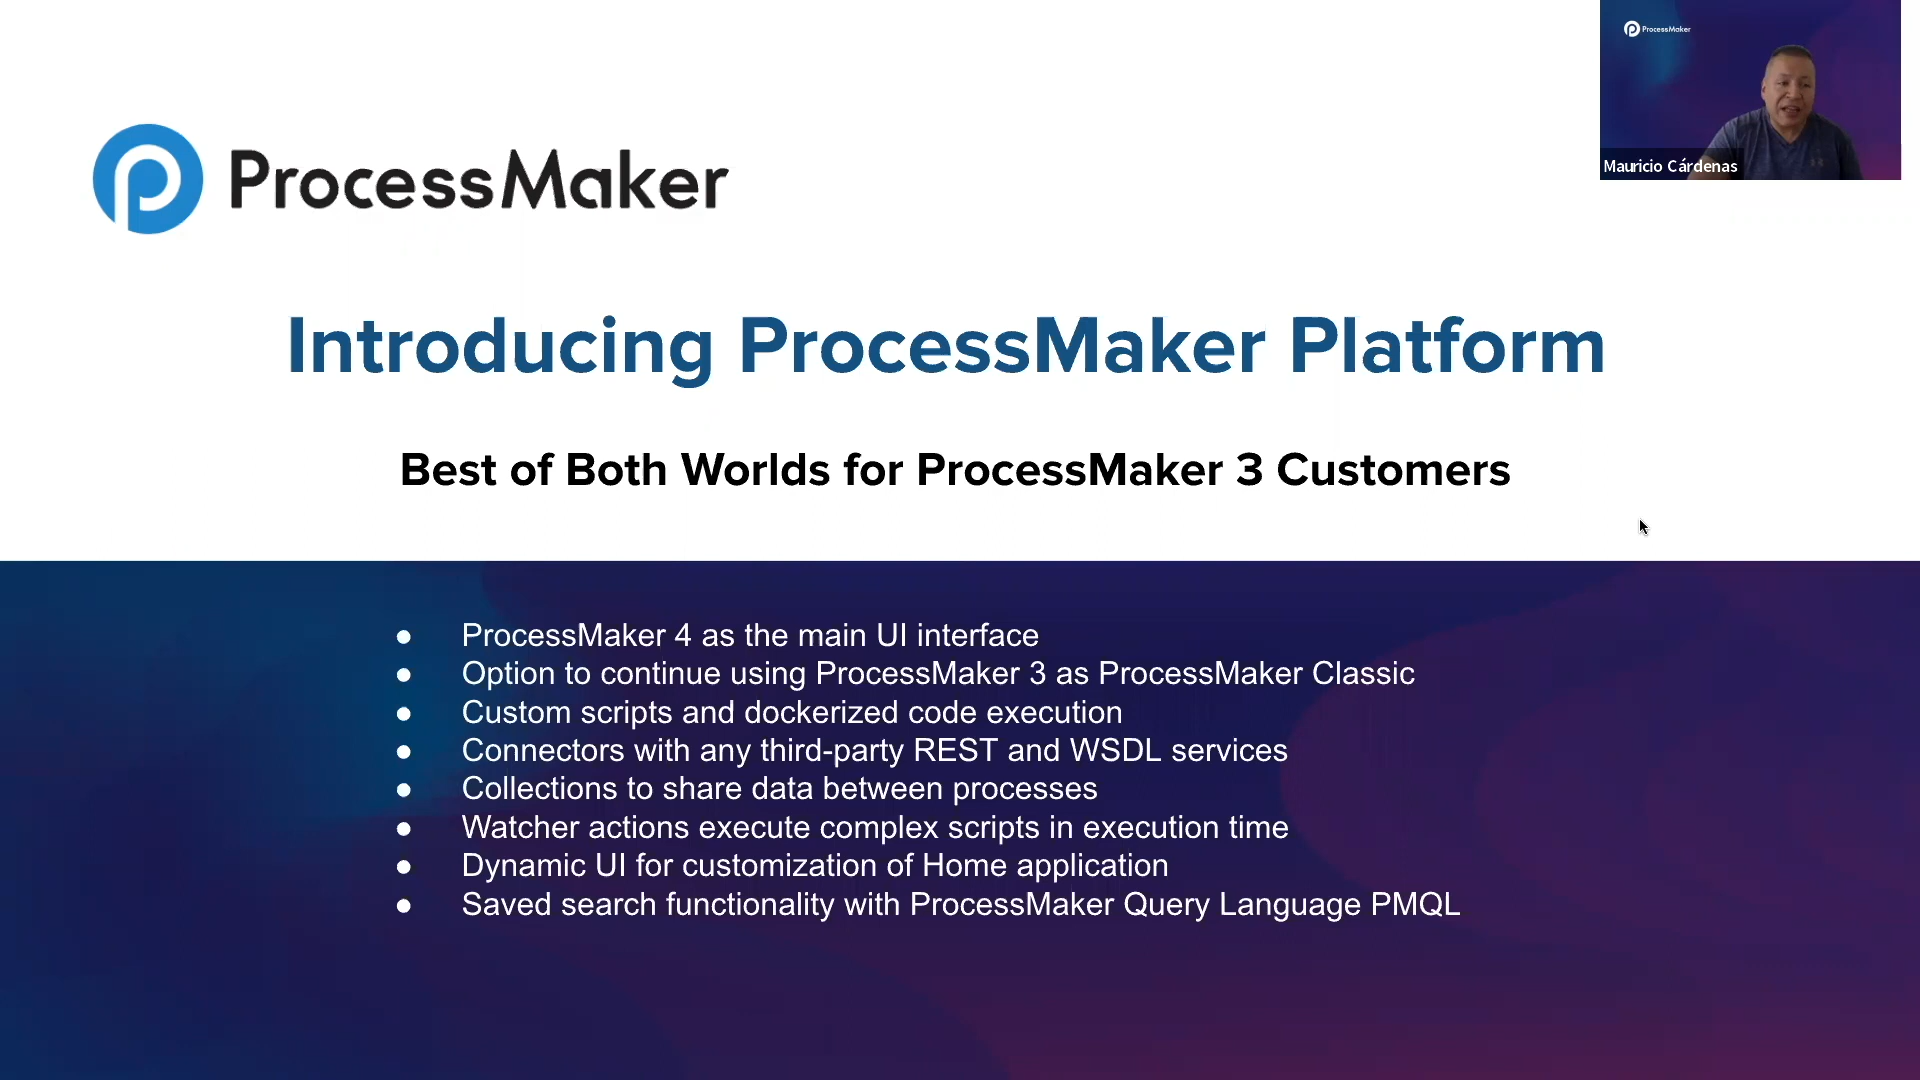 ProcessMaker
Mauricio Cárdenas
ProcessMaker
Introducing ProcessMaker Platform
Best of Both Worlds for ProcessMaker 3 Customers
● ProcessMaker 4 as the main UI interface
● Option to continue using ProcessMaker 3 as ProcessMaker Classic
● Custom scripts and dockerized code execution
● Connectors with any third-party REST and WSDL services
● Collections to share data between processes
● Watcher actions execute complex scripts in execution time
● Dynamic UI for customization of Home application
● Saved search functionality with ProcessMaker Query Language PMQL